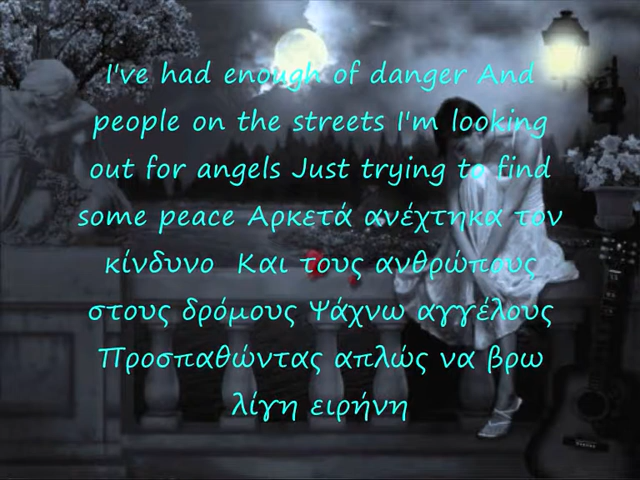 I've had enough of danger And
people on the streets I'm looking
out for angels Just trying to find
some peace Αρκετά ανέχτηκα τον
κίνδυνο Και τους ανθρώπους
στους δρόμους Ψάχνω αγγέλους
Προσπαθώντας απλώς να βρω
λίγη ειρήνη